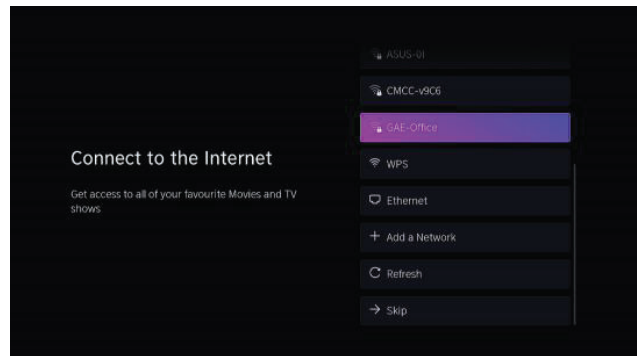 ASUS-01
CMCC-v9C6
GAE-Office
Connect to the Internet
WPS
Get access to all of your favourite Movies and TV
shows
Ethernet
+ Add a Network
Refresh
→ Skip